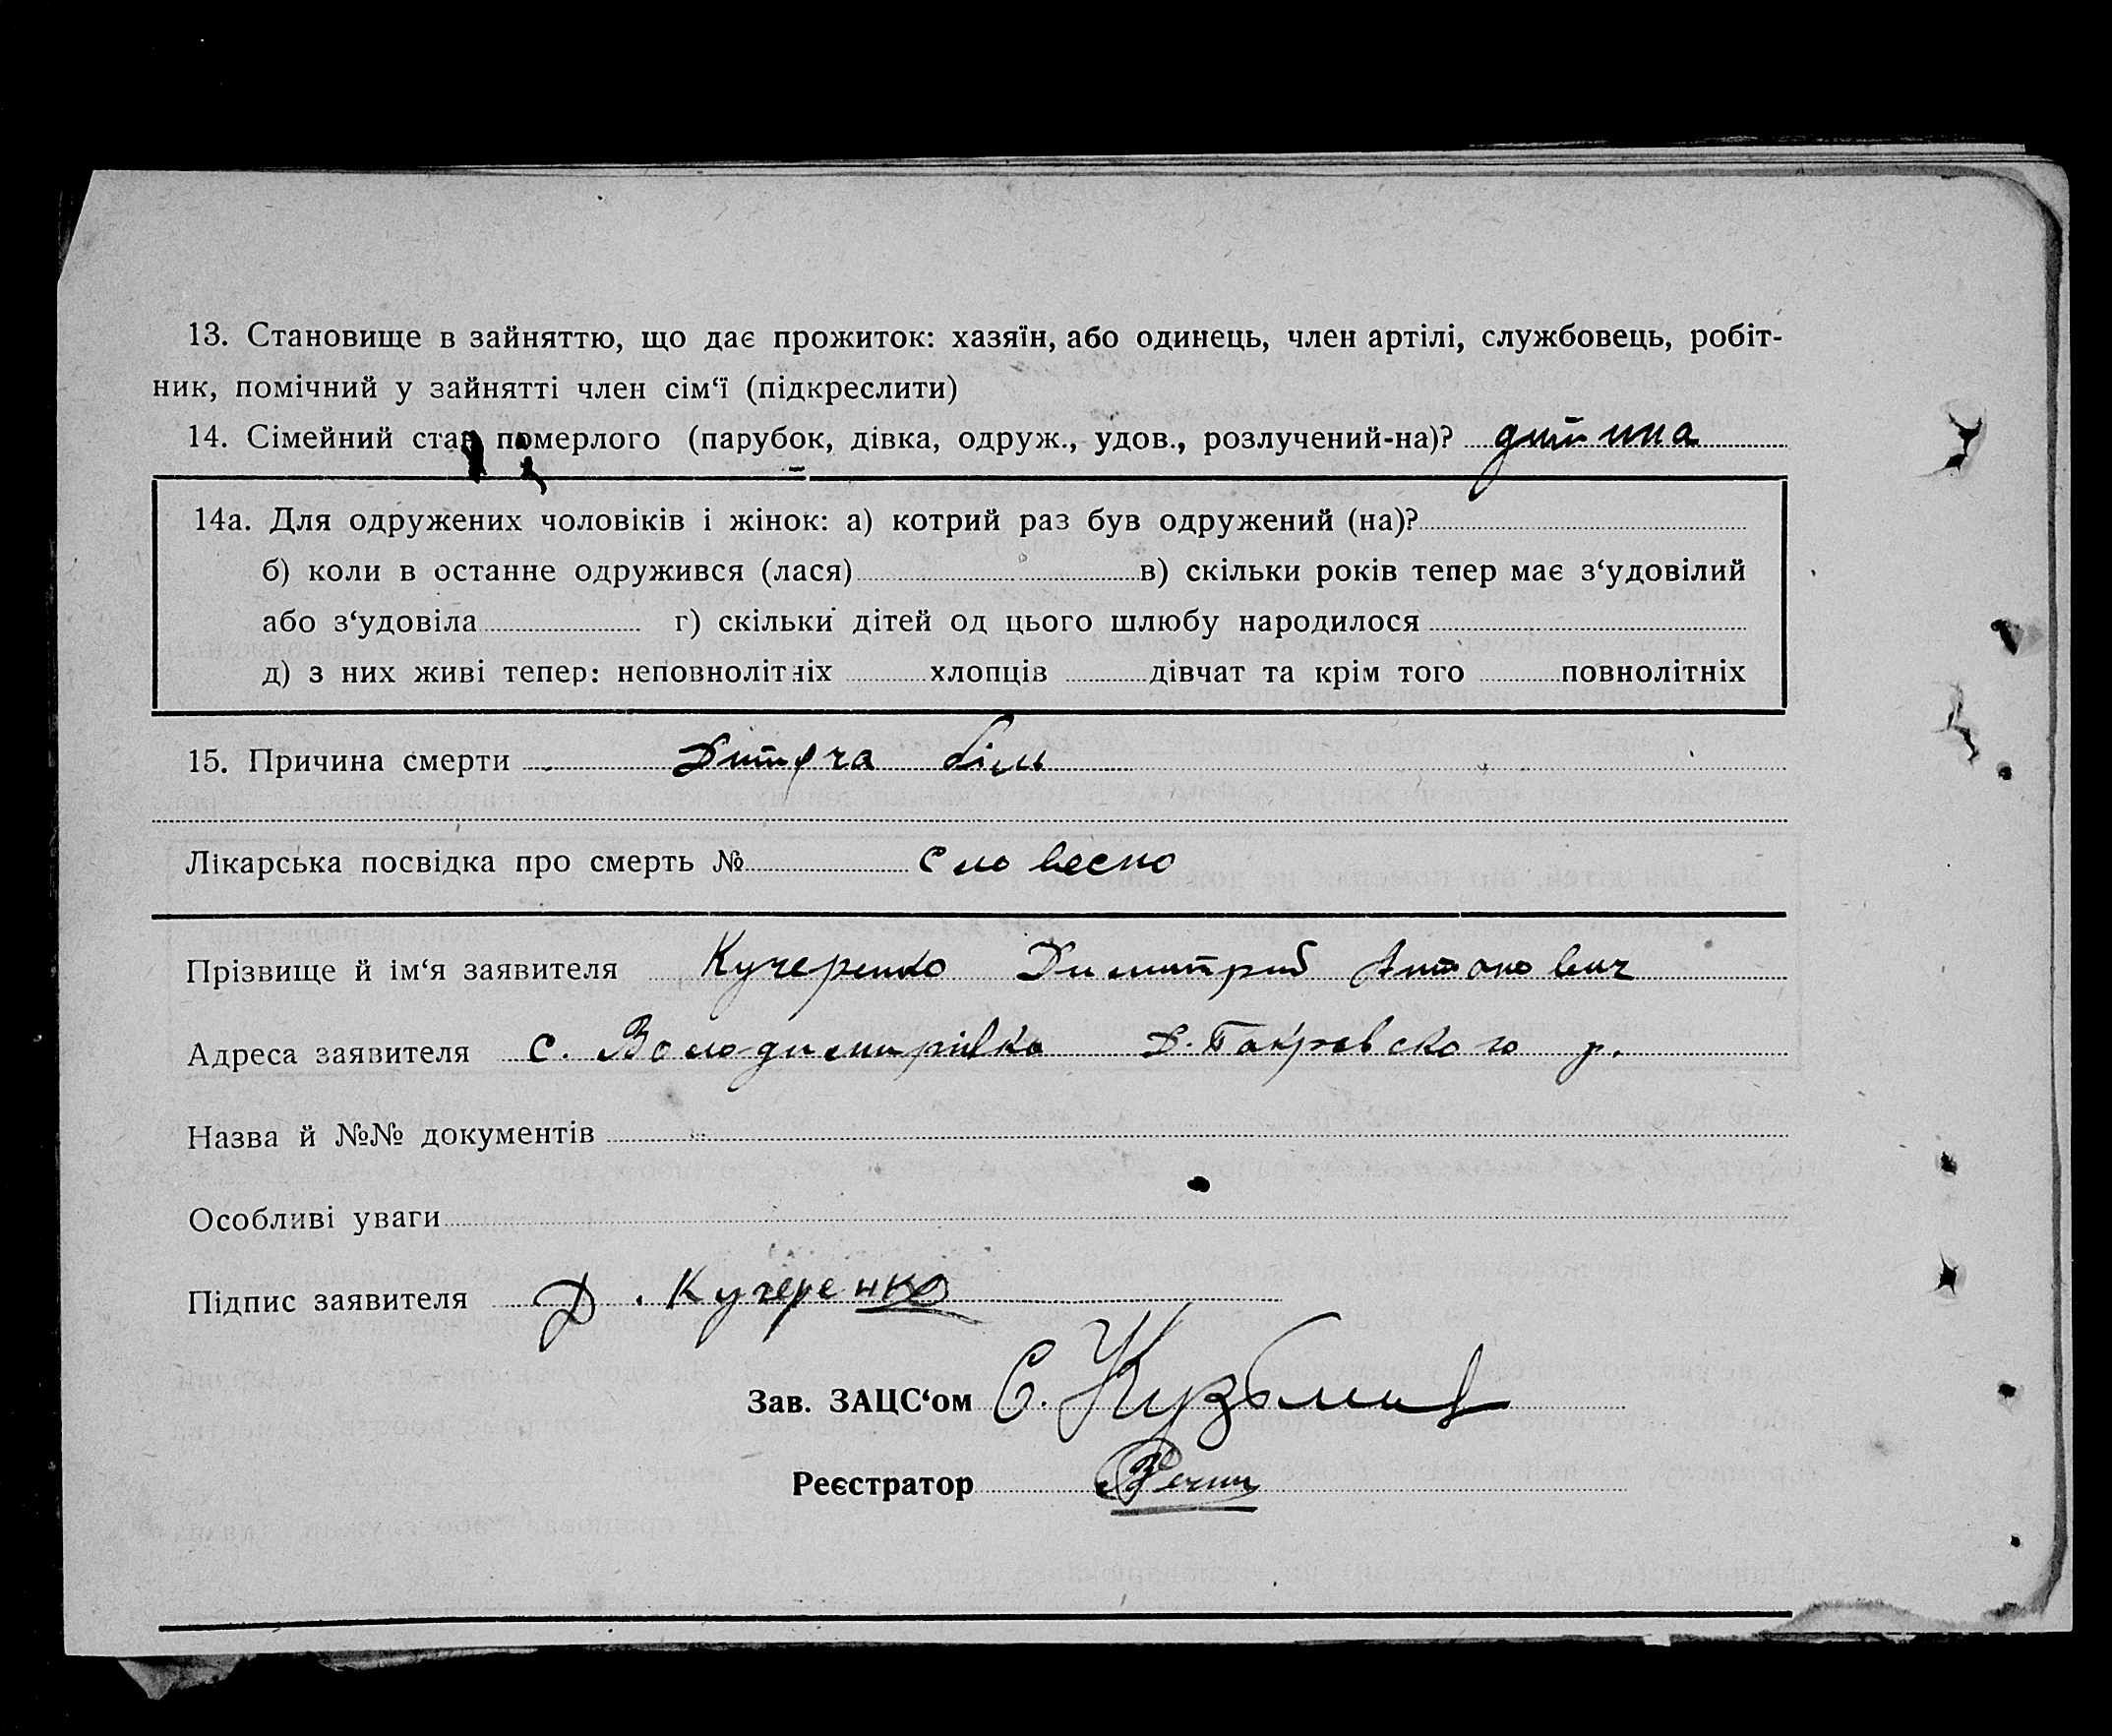 13. Становище в зайняттю, що дає прожиток: хазяїн, або одинець, член артілі, службовець, робіт-
ник, помічний у зайнятті член сім‘ї (підкреслити)
14. Сімейний стан померлого (парубок, дівка, одруж., удов., розлучений-на)? дитина
14а. Для одружених чоловіків і жінок: а) котрий раз був одружений (на)?
б) коли в останне одружився (лася) в) скільки років тепер має з‘удовілий
або з‘удовіла г) скільки дітей од цього шлюбу народилося
д) з них живі тепер: неповнолітніх хлопців дівчат та крім того повнолітніх
15. Причина смерти Дитяча біль
Лікарська посвідка про смерть № словесно
Прізвище й ім‘я заявителя Кучеренко Димитрий Антонович
Адреса заявителя с. Володимирівка Д. Покровского р.
Назва й №№ документів
Особливі уваги
Підпис заявителя Д. Кучеренко
Зав. ЗАЦС‘ом С. Кузьмин
Реєстратор